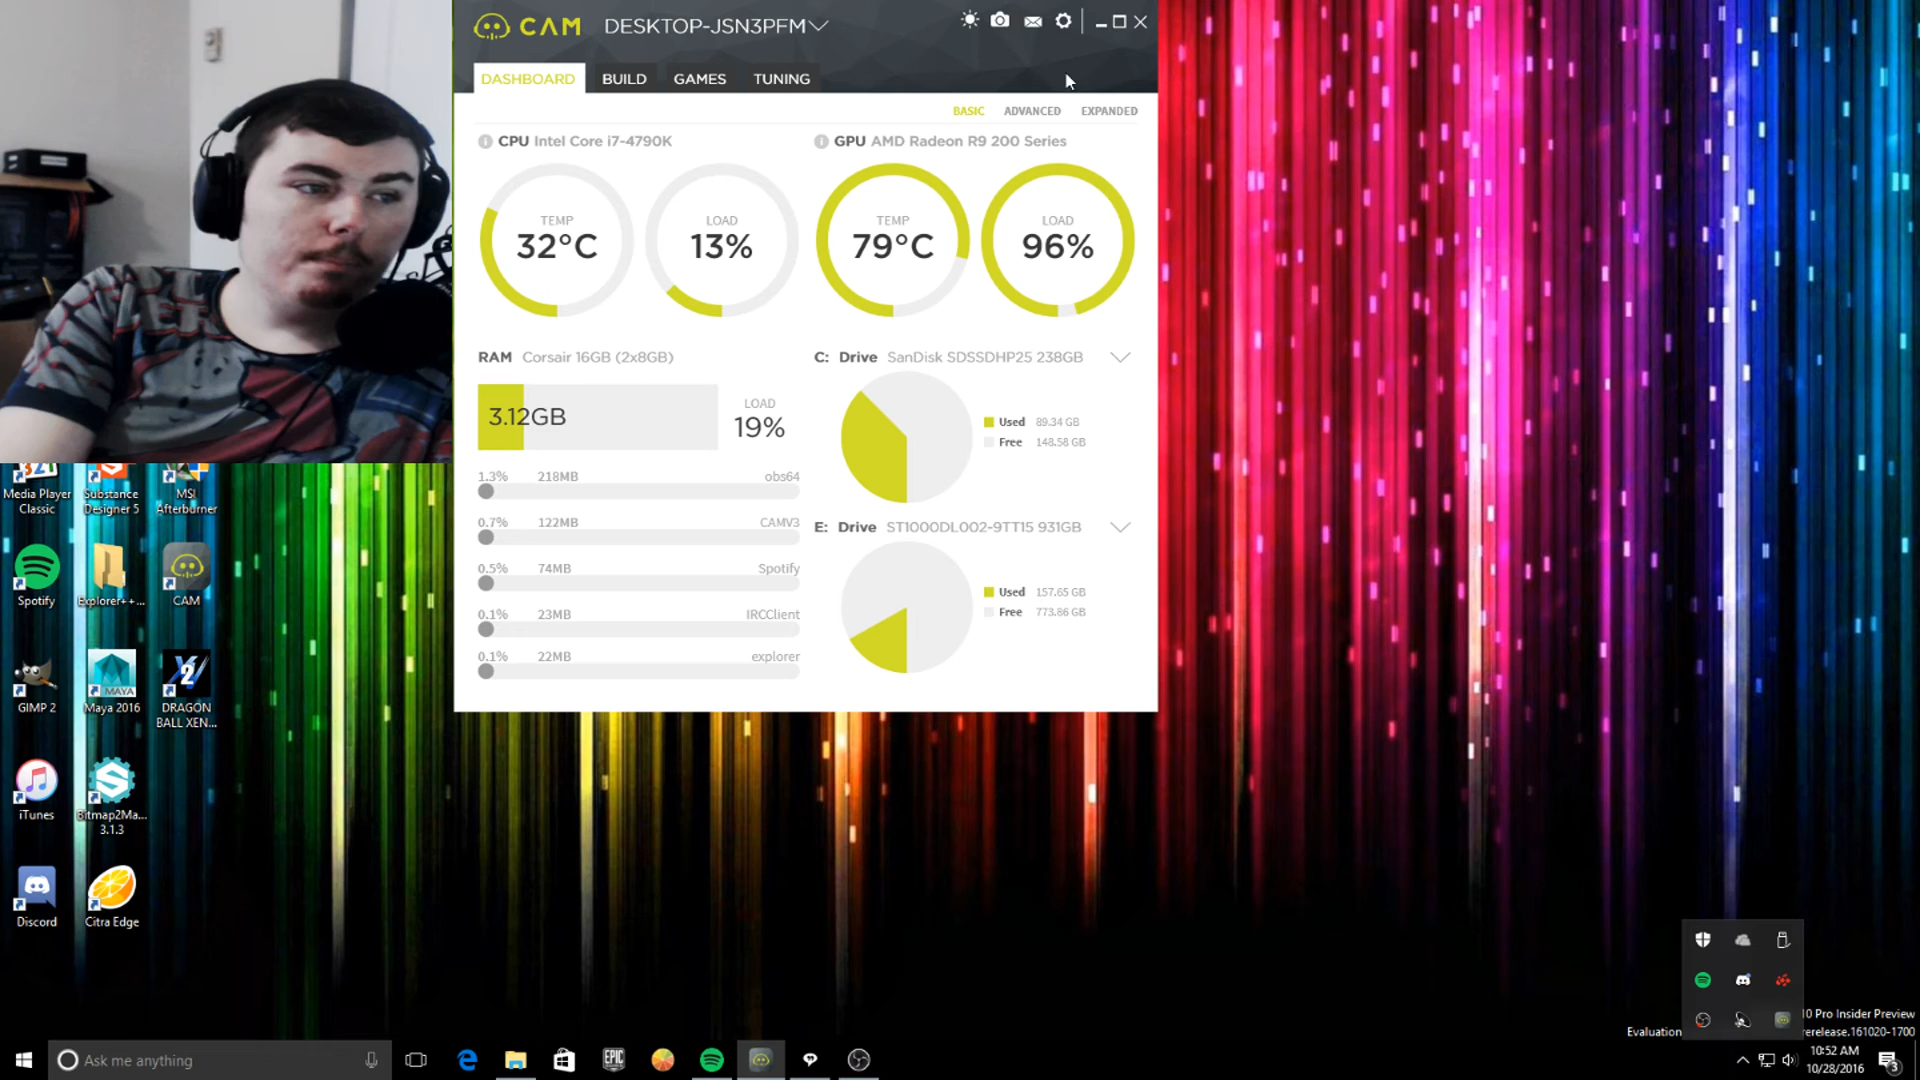 CAM DESKTOP-JSN3PFM
DASHBOARD BUILD GAMES TUNING
BASIC ADVANCED EXPANDED
CPU Intel Core i7-4790K
TEMP
32°C
LOAD
13%
GPU AMD Radeon R9 200 Series
TEMP
79°C
LOAD
96%
RAM Corsair 16GB (2x8GB)
3.12GB
LOAD
19%
1.3% 218MB obs64
0.7% 122MB CAMV3
0.5% 74MB Spotify
0.1% 23MB IRCClient
0.1% 22MB explorer
C: Drive SanDisk SDSSDHP25 238GB
Used 89.34 GB
Free 148.58 GB
E: Drive ST1000DL002-9TT15 931GB
Used 157.65 GB
Free 773.86 GB
Media Player
Classic
Substance
Designer 5
MSI
Afterburner
Spotify
Explorer++...
CAM
GIMP 2
MAYA
Maya 2016
DRAGON
BALL XEN...
iTunes
Bitmap2Ma...
3.1.3
Discord
Citra Edge
10 Pro Insider Preview
Evaluation
rerelease.161020-1700
Ask me anything
EPIC
GAMES
10:52 AM
10/28/2016
3